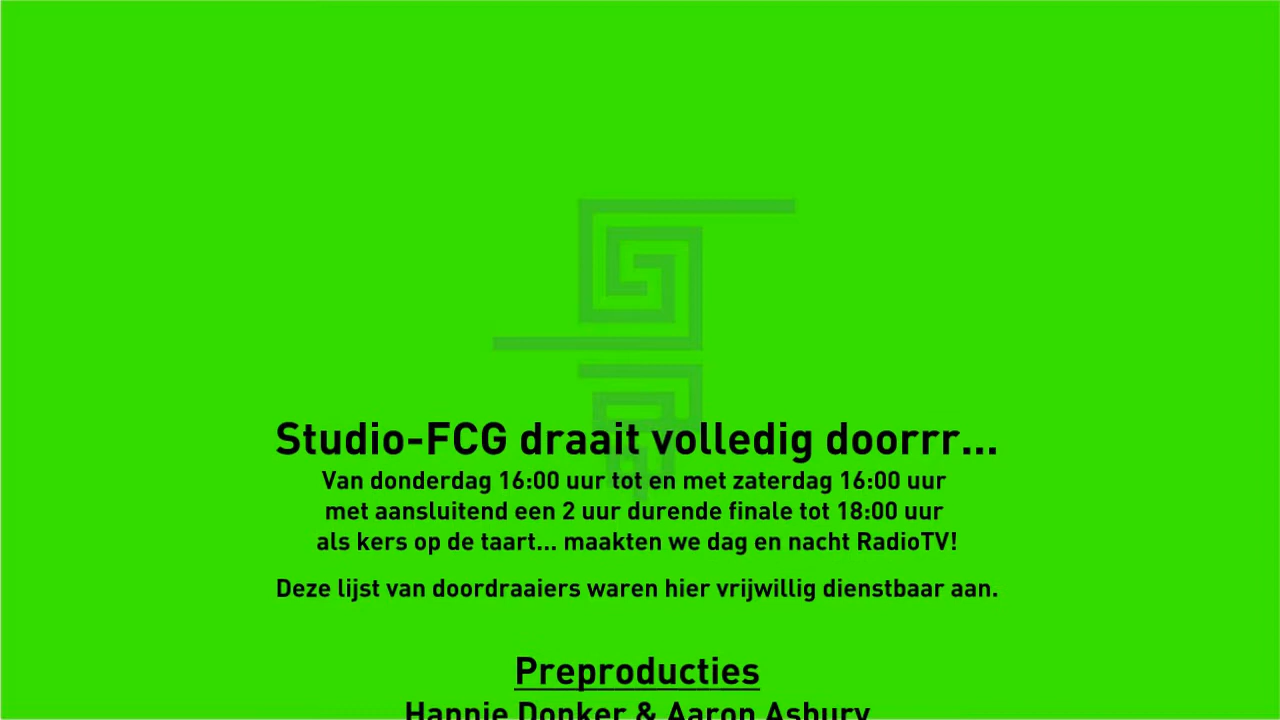 Studio-FCG draait volledig doorrr...
Van donderdag 16:00 uur tot en met zaterdag 16:00 uur
met aansluitend een 2 uur durende finale tot 18:00 uur
als kers op de taart... maakten we dag en nacht RadioTV!
Deze lijst van doordraaiers waren hier vrijwillig dienstbaar aan.
Preproducties
Hannie Donker & Aaron Asbury